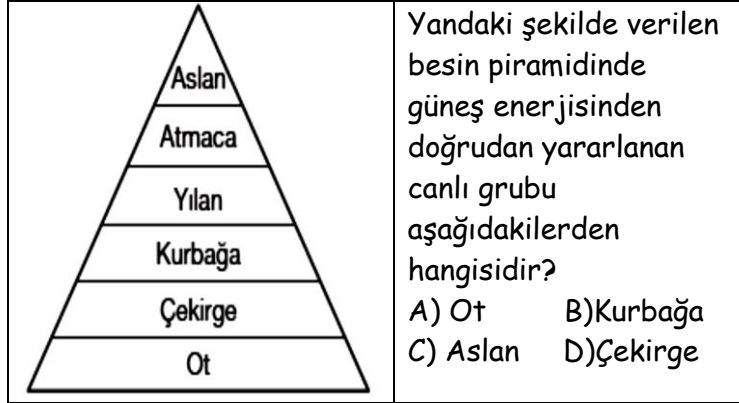 Aslan
Atmaca
Yılan
Kurbağa
Çekirge
Ot
Yandaki şekilde verilen
besin piramidinde
güneş enerjisinden
doğrudan yararlanan
canlı grubu
aşağıdakilerden
hangisidir?
A) Ot B)Kurbağa
C) Aslan D)Çekirge